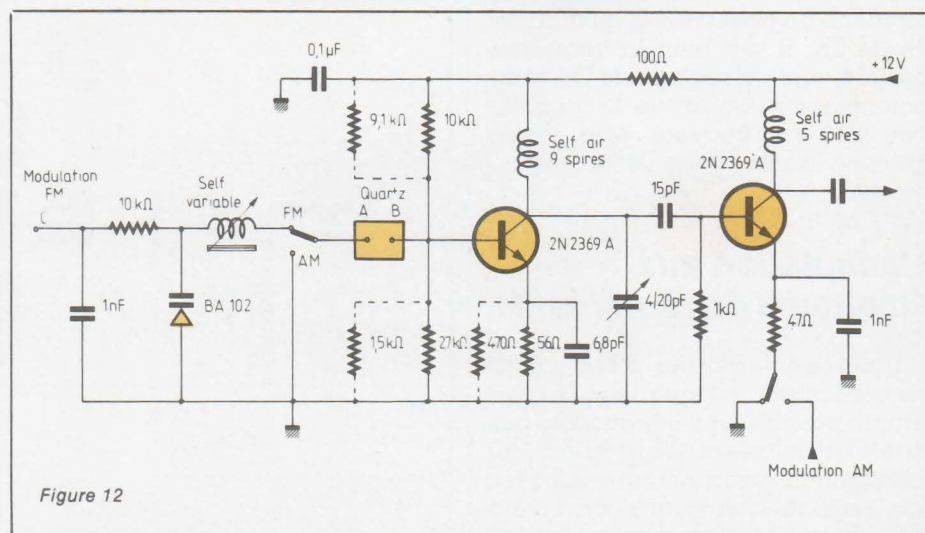 0,1µF
100Ω
+12V
9,1kΩ
10kΩ
Self air
9 spires
Self air
5 spires
2N 2369 A
Modulation
FM
10kΩ
Self
variable
FM
AM
Quartz
A B
15pF
2N 2369 A
1nF
BA 102
4/20pF
1kΩ
47Ω
1nF
1,5kΩ
27kΩ
470Ω
56Ω
6,8pF
Modulation AM
Figure 12